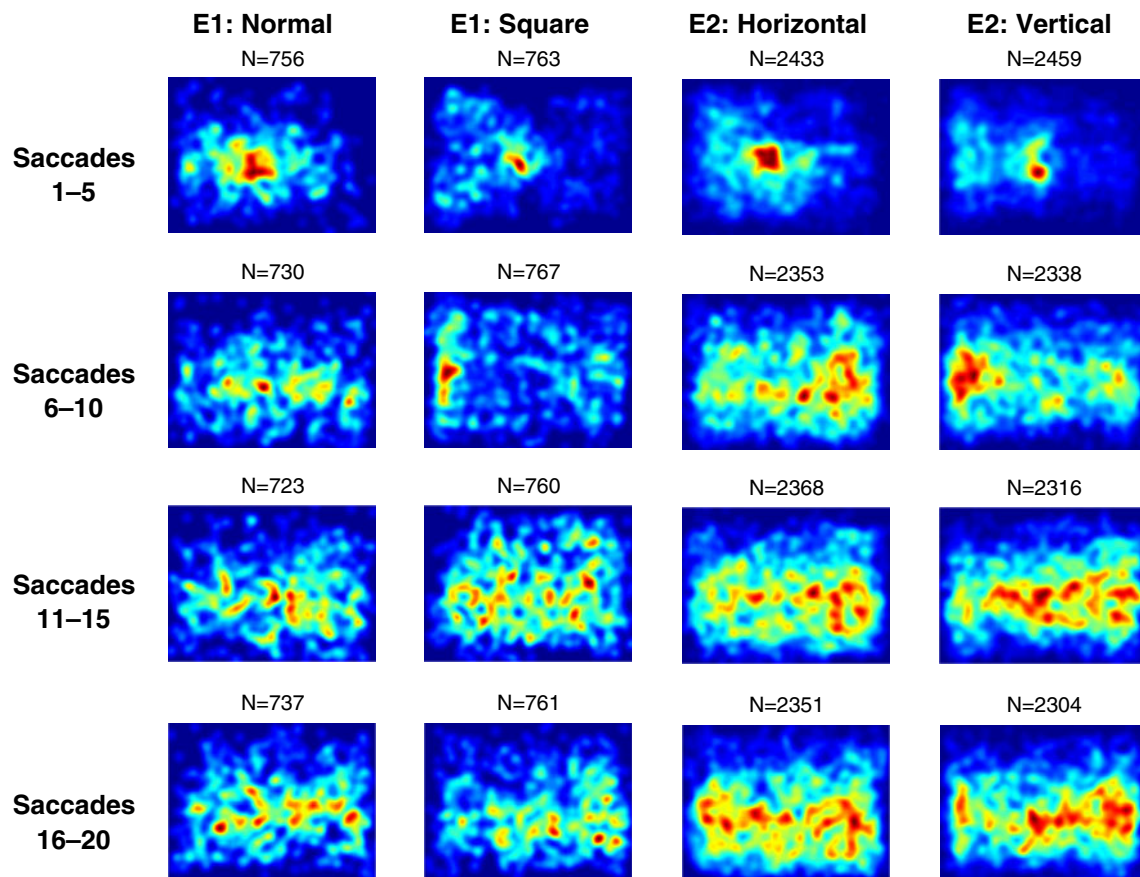 E1: Normal E1: Square E2: Horizontal E2: Vertical
N=756 N=763 N=2433 N=2459
Saccades
1–5
N=730 N=767 N=2353 N=2338
Saccades
6–10
N=723 N=760 N=2368 N=2316
Saccades
11–15
N=737 N=761 N=2351 N=2304
Saccades
16–20